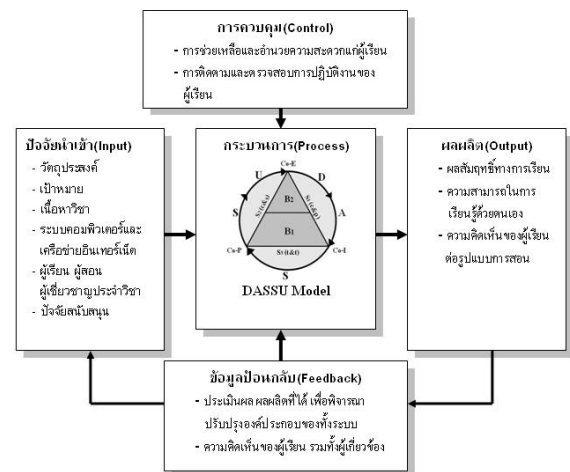 การควบคุม(Control)
- การช่วยเหลือและอำนวยความสะดวกแก่ผู้เรียน
- การติดตามและตรวจสอบการปฏิบัติงานของ
ผู้เรียน
ปัจจัยนำเข้า(Input)
- วัตถุประสงค์
- เป้าหมาย
- เนื้อหาวิชา
- ระบบคอมพิวเตอร์และ
เครือข่ายอินเทอร์เน็ต
- ผู้เรียน ผู้สอน
ผู้เชี่ยวชาญประจำวิชา
- ปัจจัยสนับสนุน
กระบวนการ(Process)
Co-E
U
D
B2
S
A
B1
Co-P
Co-I
S
DASSU Model
ผลผลิต(Output)
- ผลสัมฤทธิ์ทางการเรียน
- ความสามารถในการ
เรียนรู้ด้วยตนเอง
- ความคิดเห็นของผู้เรียน
ต่อรูปแบบการสอน
ข้อมูลป้อนกลับ(Feedback)
- ประเมินผล ผลผลิตที่ได้ เพื่อพิจารณา
ปรับปรุงองค์ประกอบของทั้งระบบ
- ความคิดเห็นของผู้เรียน รวมทั้งผู้เกี่ยวข้อง